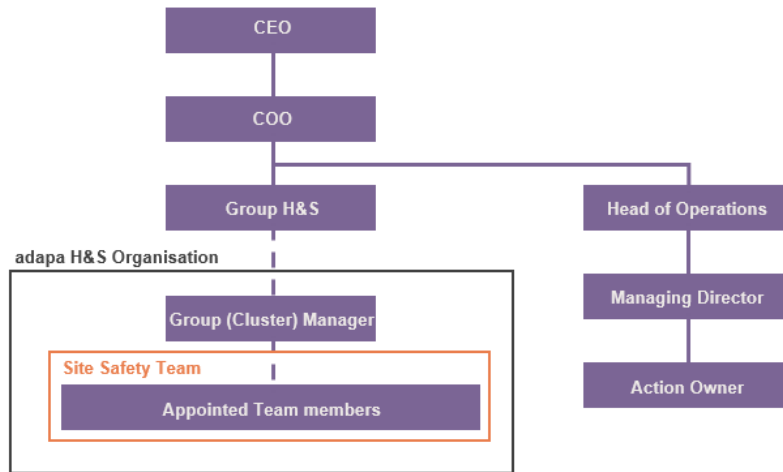 CEO
COO
Group H&S
Head of Operations
adapa H&S Organisation
Managing Director
Group (Cluster) Manager
Site Safety Team
Action Owner
Appointed Team members